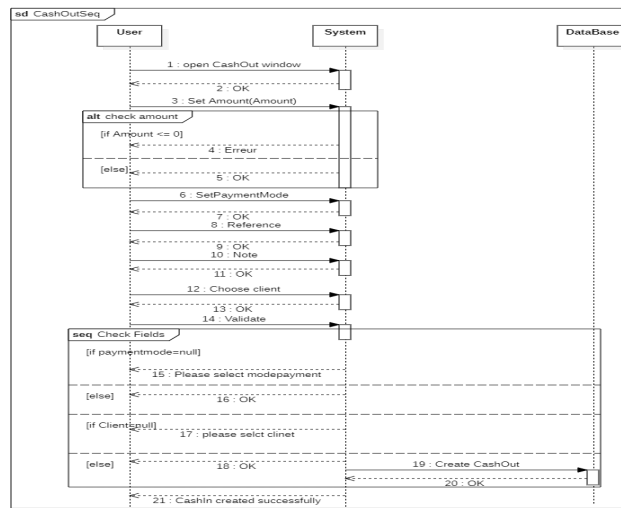 sd CashOutSeq
User
System
DataBase
1 : open CashOut window
2 : OK
3 : Set Amount(Amount)
alt check amount
[if Amount <= 0]
4 : Erreur
[else]
5 : OK
6 : SetPaymentMode
7 : OK
8 : Reference
9 : OK
10 : Note
11 : OK
12 : Choose client
13 : OK
14 : Validate
seq Check Fields
[if paymentmode=null]
15 : Please select modepayment
[else]
16 : OK
[if Client=null]
17 : please selct clinet
[else]
18 : OK
19 : Create CashOut
20 : OK
21 : CashIn created successfully